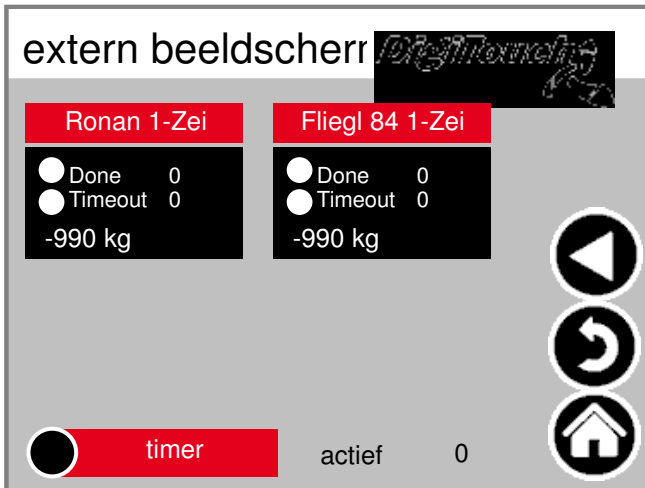 extern beeldscherr
DigiTouch
Ronan 1-Zei
Fliegl 84 1-Zei
Done 0
Timeout 0
-990 kg
Done 0
Timeout 0
-990 kg
timer
actief 0